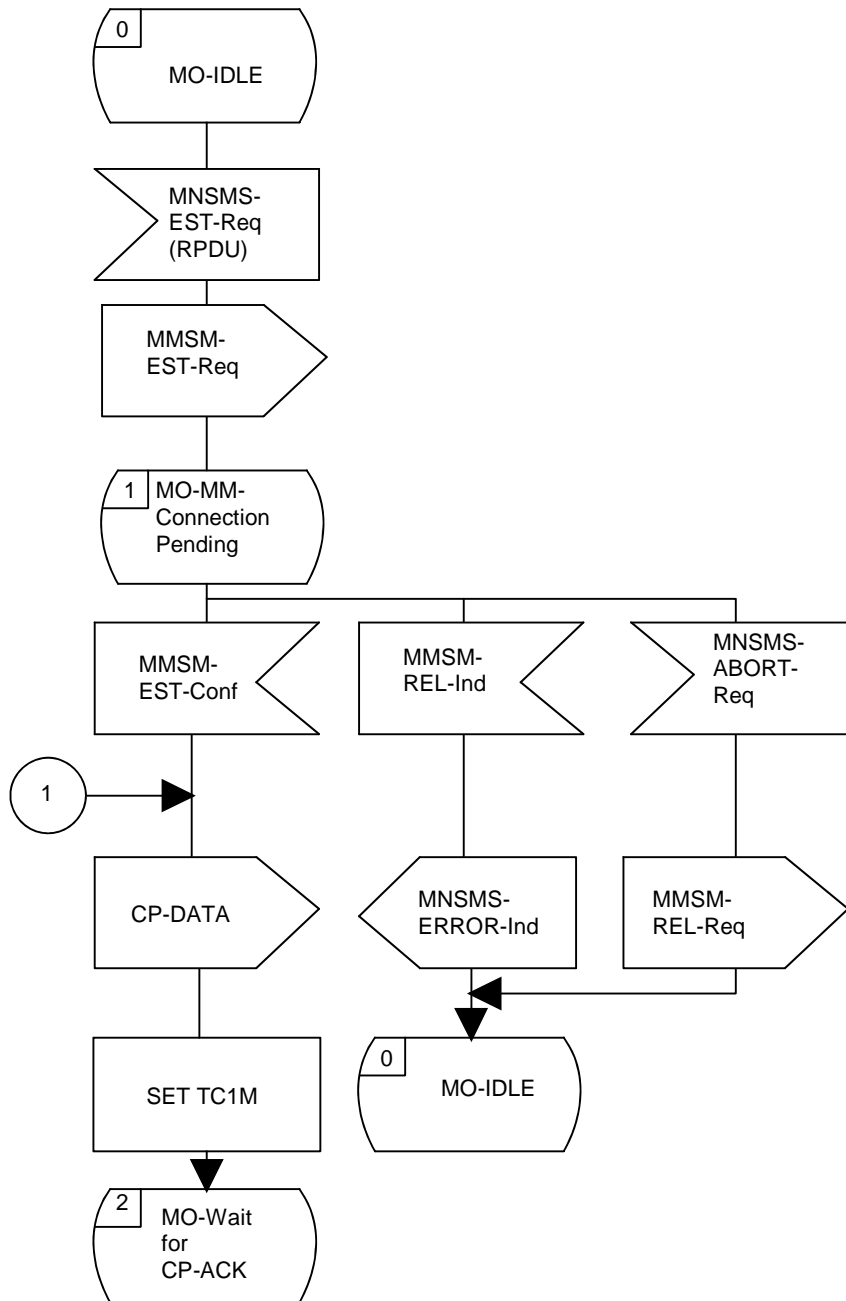 0
MO-IDLE
MNSMS-
EST-Req
(RPDU)
MMSM-
EST-Req
1
MO-MM-
Connection
Pending
MMSM-
EST-Conf
MMSM-
REL-Ind
MNSMS-
ABORT-
Req
1
CP-DATA
MNSMS-
ERROR-Ind
MMSM-
REL-Req
SET TC1M
0
MO-IDLE
2
MO-Wait
for
CP-ACK